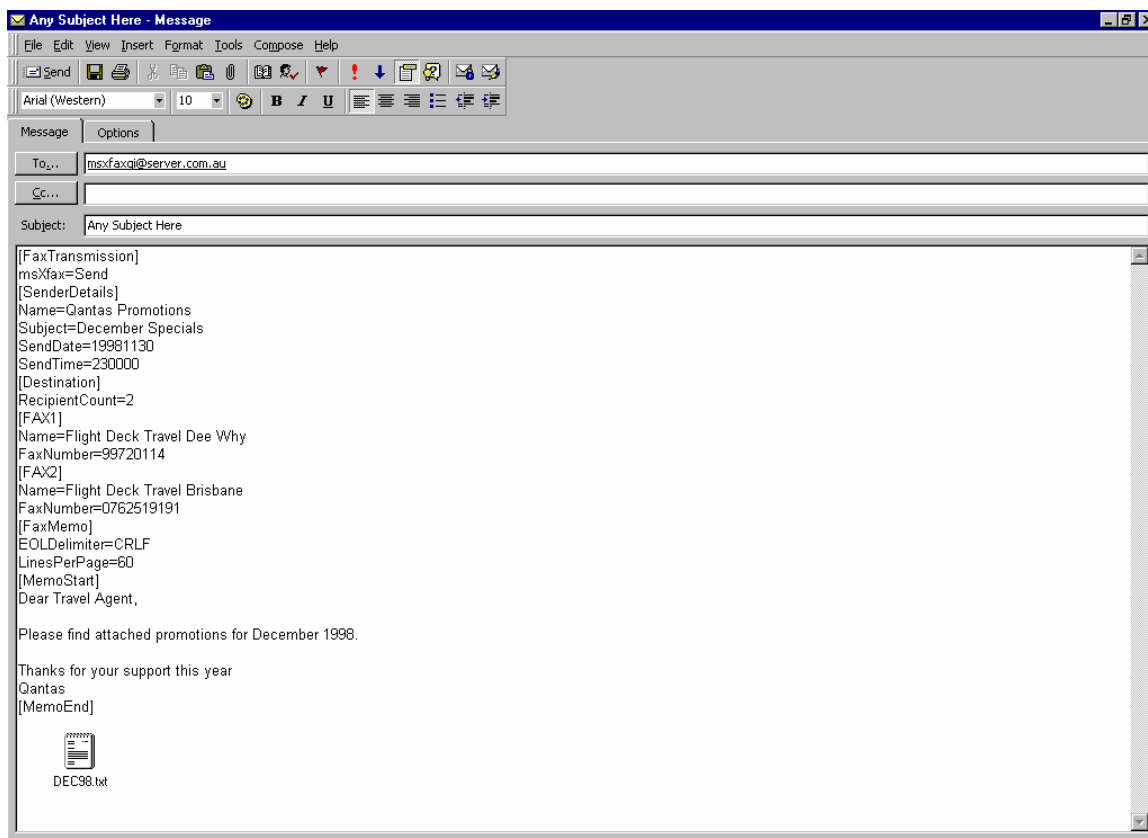 Any Subject Here - Message
File Edit View Insert Format Tools Compose Help
Send
Arial (Western) 10 B I U
Message Options
To... msxfaxqi@server.com.au
Cc...
Subject: Any Subject Here
[FaxTransmission]
msXfax=Send
[SenderDetails]
Name=Qantas Promotions
Subject=December Specials
SendDate=19981130
SendTime=230000
[Destination]
RecipientCount=2
[FAX1]
Name=Flight Deck Travel Dee Why
FaxNumber=99720114
[FAX2]
Name=Flight Deck Travel Brisbane
FaxNumber=0762519191
[FaxMemo]
EOLDelimiter=CRLF
LinesPerPage=60
[MemoStart]
Dear Travel Agent,
Please find attached promotions for December 1998.
Thanks for your support this year
Qantas
[MemoEnd]
DEC98.txt